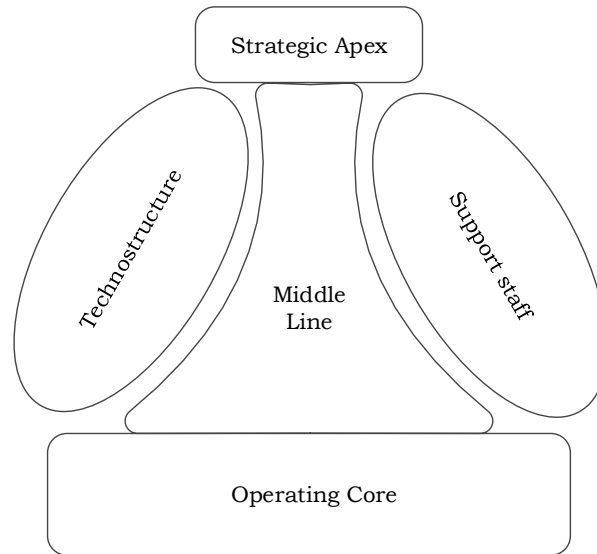 Strategic Apex
Technostructure
Support staff
Middle
Line
Operating Core